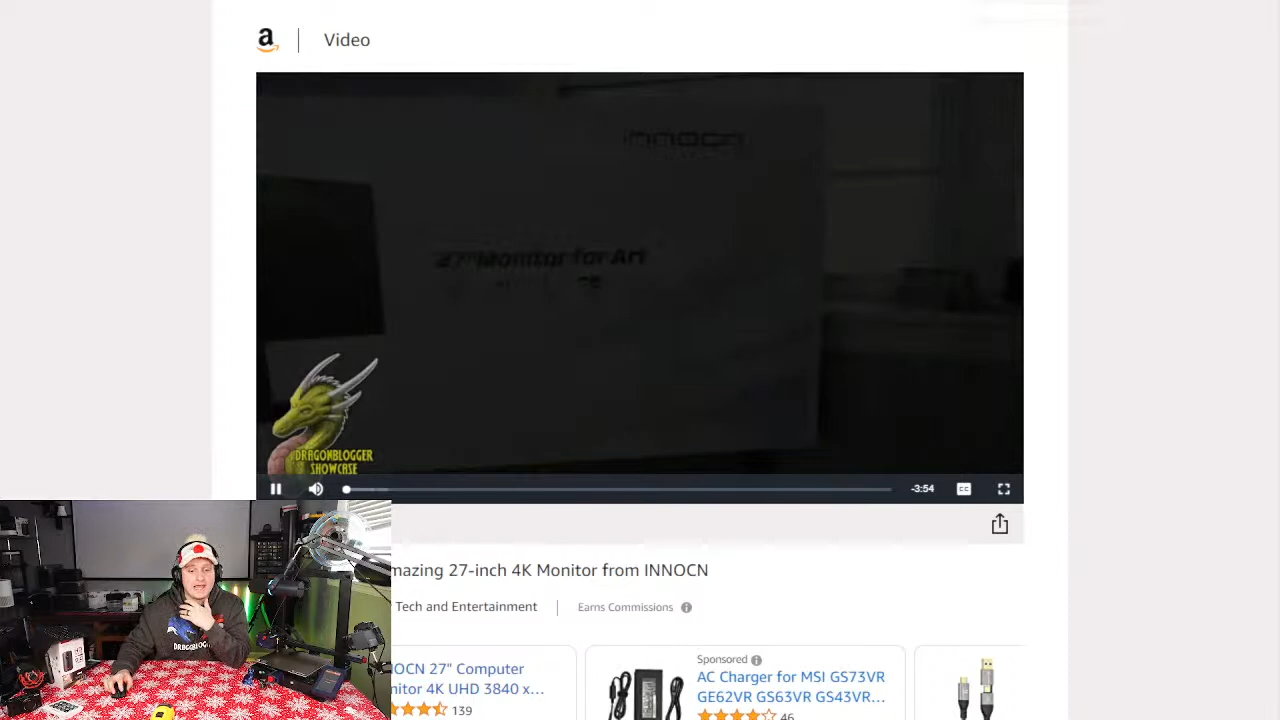 a
Video
INNOCN
27" Monitor for Art
DRAGONBLOGGER
SHOWCASE
-3:54
CC
mazing 27-inch 4K Monitor from INNOCN
Tech and Entertainment
Earns Commissions
OCN 27" Computer
nitor 4K UHD 3840 x...
139
Sponsored
AC Charger for MSI GS73VR
GE62VR GS63VR GS43VR...
46